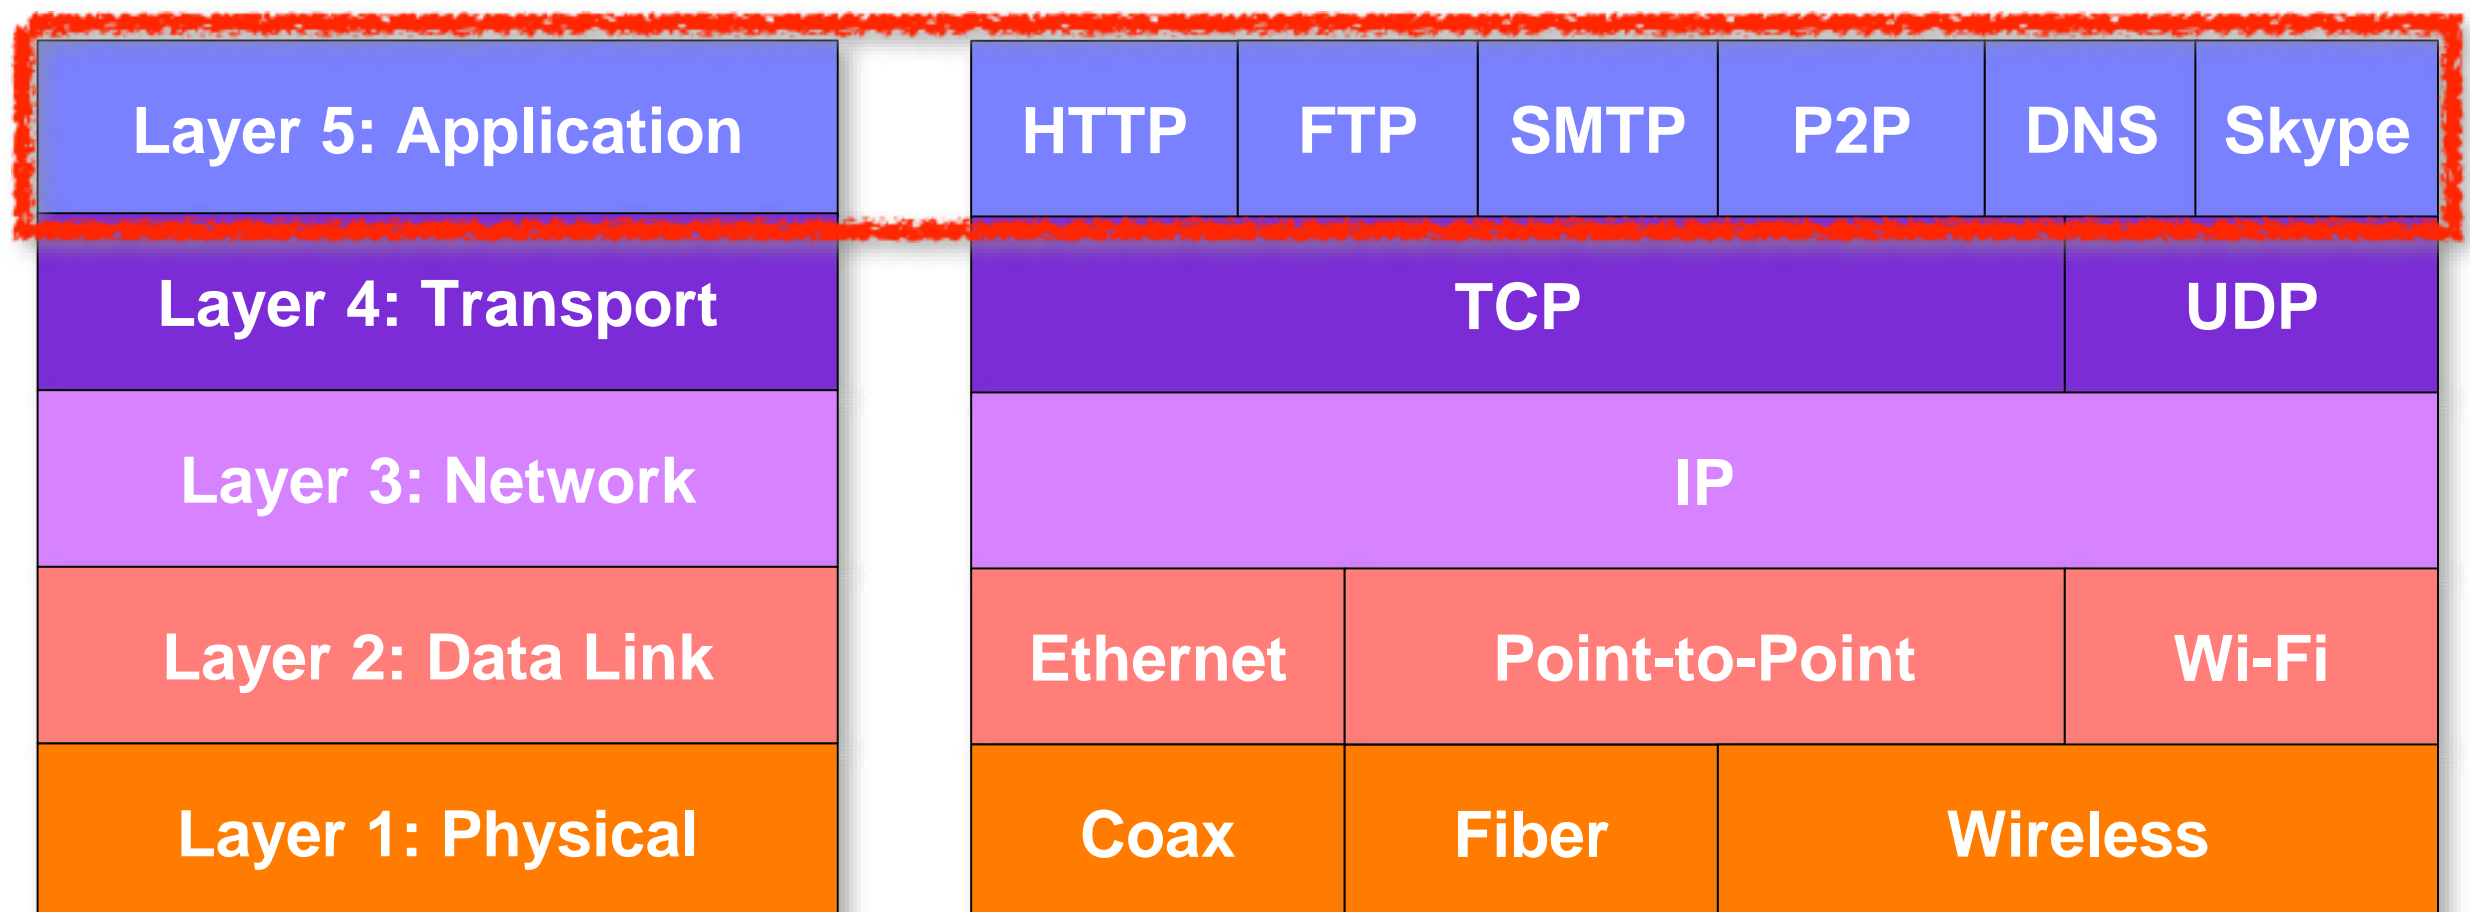 Layer 5: Application
HTTP FTP SMTP P2P DNS Skype
Layer 4: Transport
TCP UDP
Layer 3: Network
IP
Layer 2: Data Link
Ethernet Point-to-Point Wi-Fi
Layer 1: Physical
Coax Fiber Wireless